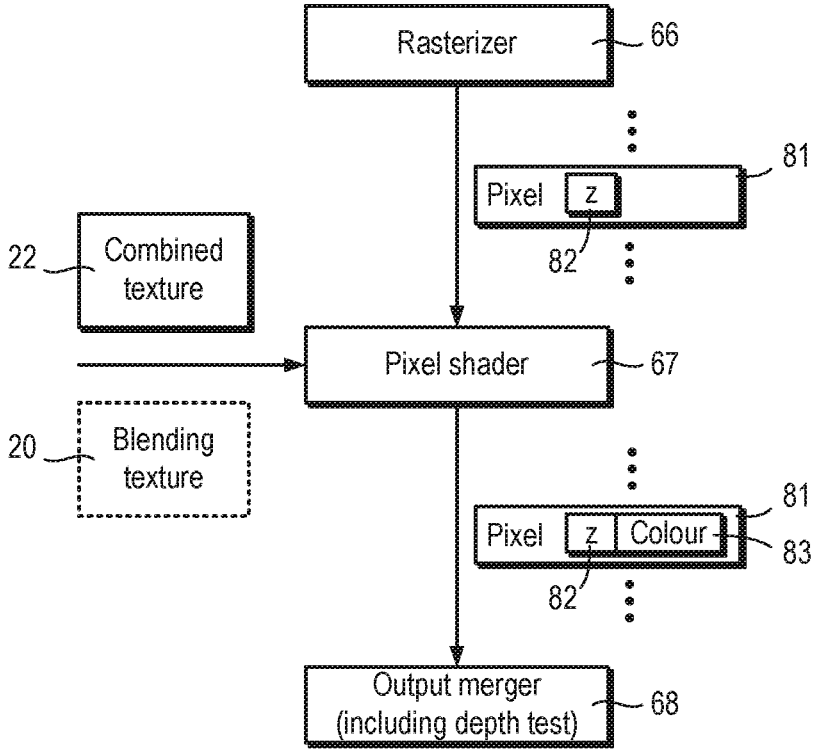 Rasterizer
66
81
Pixel
z
82
22
Combined
texture
Pixel shader
67
20
Blending
texture
81
Pixel
z
Colour
83
82
Output merger
(including depth test)
68